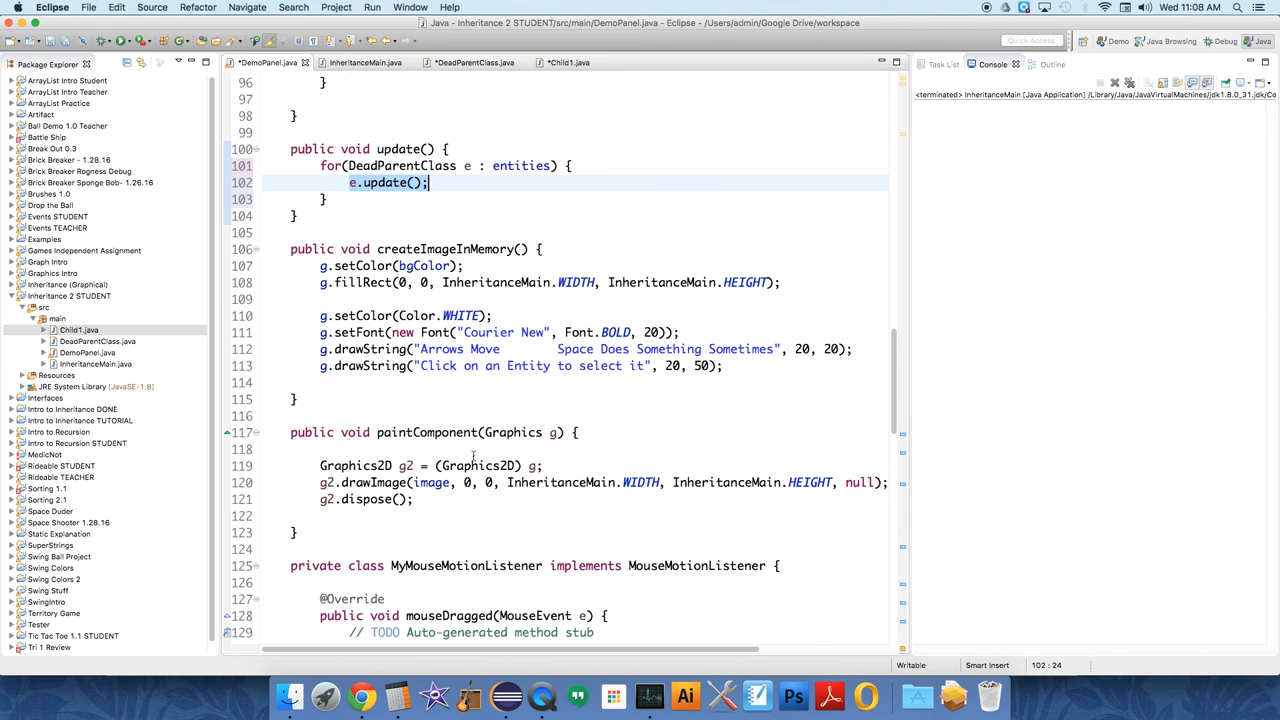 Eclipse File Edit Source Refactor Navigate Search Project Run Window Help
Wed 11:08 AM
Java - Inheritance 2 STUDENT/src/main/DemoPanel.java - Eclipse - /Users/admin/Google Drive/workspace
Quick Access Demo Java Browsing Debug Java
Package Explorer
*DemoPanel.java InheritanceMain.java *DeadParentClass.java *Child1.java
Task List Console Outline
<terminated> InheritanceMain [Java Application] /Library/Java/JavaVirtualMachines/jdk1.8.0_31.jdk/Co
ArrayList Intro Student
ArrayList Intro Teacher
ArrayList Practice
Artifact
Ball Demo 1.0 Teacher
Battle Ship
Break Out 0.3
Brick Breaker - 1.28.16
Brick Breaker Rogness Debug
Brick Breaker Sponge Bob- 1.26.16
Brushes 1.0
Drop the Ball
Events STUDENT
Events TEACHER
Examples
Games Independent Assignment
Graph Intro
Graphics Intro
Inheritance (Graphical)
Inheritance 2 STUDENT
src
main
Child1.java
DeadParentClass.java
DemoPanel.java
InheritanceMain.java
Resources
JRE System Library [JavaSE-1.8]
Interfaces
Intro to Inheritance DONE
Intro to Inheritance TUTORIAL
Intro to Recursion
Intro to Recursion STUDENT
MedicNot
Rideable STUDENT
Rideable TEACHER
Sorting 1.1
Sorting 2.1
Space Duder
Space Shooter 1.28.16
Static Explanation
SuperStrings
Swing Ball Project
Swing Colors
Swing Colors 2
Swing Stuff
SwingIntro
Territory Game
Tester
Tic Tac Toe 1.1 STUDENT
Tri 1 Review
96 }
97
98 }
99
100 public void update() {
101 for(DeadParentClass e : entities) {
102 e.update();
103 }
104 }
105
106 public void createImageInMemory() {
107 g.setColor(bgColor);
108 g.fillRect(0, 0, InheritanceMain.WIDTH, InheritanceMain.HEIGHT);
109
110 g.setColor(Color.WHITE);
111 g.setFont(new Font("Courier New", Font.BOLD, 20));
112 g.drawString("Arrows Move Space Does Something Sometimes", 20, 20);
113 g.drawString("Click on an Entity to select it", 20, 50);
114
115 }
116
117 public void paintComponent(Graphics g) {
118
119 Graphics2D g2 = (Graphics2D) g;
120 g2.drawImage(image, 0, 0, InheritanceMain.WIDTH, InheritanceMain.HEIGHT, null);
121 g2.dispose();
122
123 }
124
125 private class MyMouseMotionListener implements MouseMotionListener {
126
127 @Override
128 public void mouseDragged(MouseEvent e) {
129 // TODO Auto-generated method stub
Writable Smart Insert 102 : 24
Ai Ps